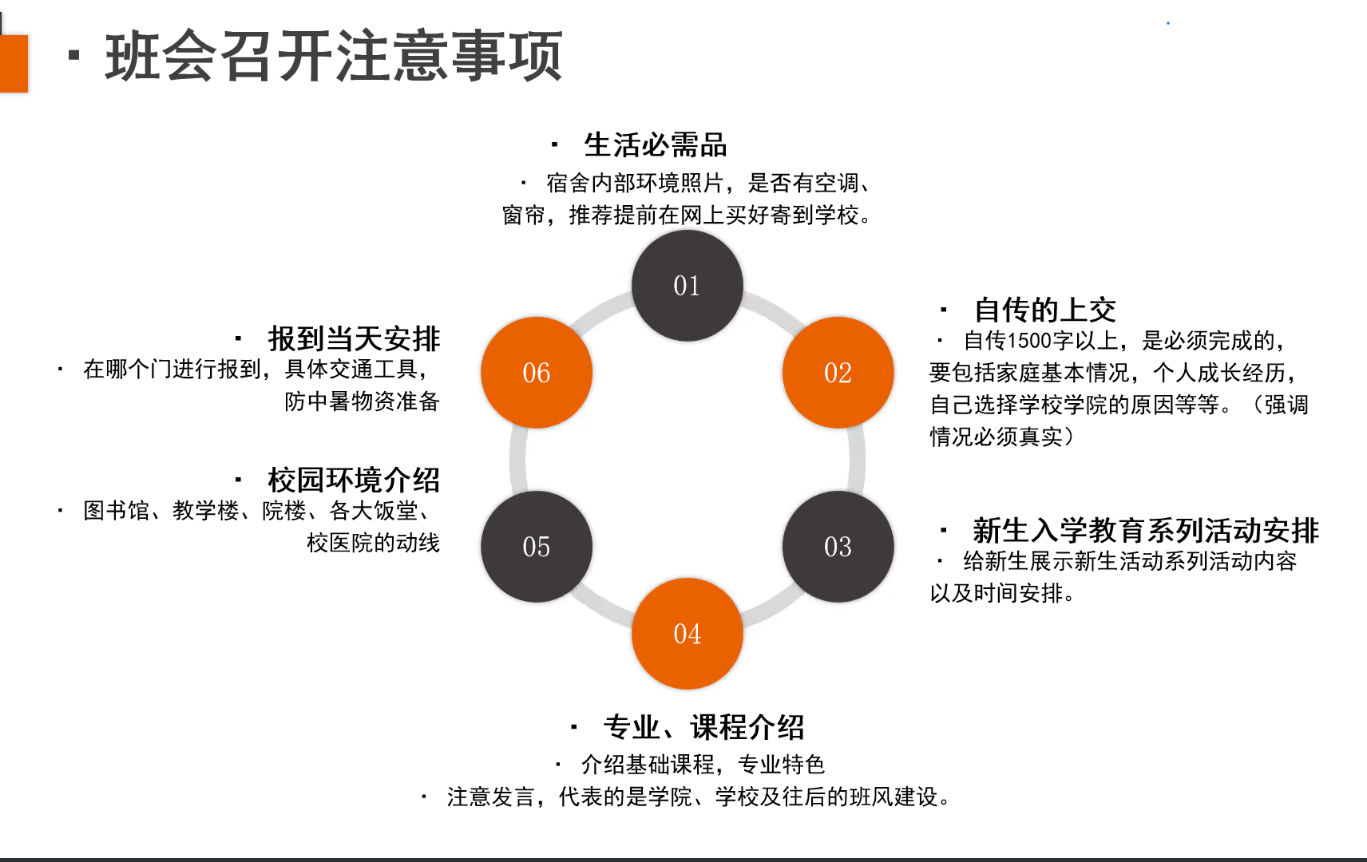 · 班会召开注意事项
· 生活必需品
· 宿舍内部环境照片，是否有空调、
窗帘，推荐提前在网上买好寄到学校。
01
· 自传的上交
· 自传1500字以上，是必须完成的，
要包括家庭基本情况，个人成长经历，
自己选择学校学院的原因等等。（强调
情况必须真实）
02
· 新生入学教育系列活动安排
· 给新生展示新生活动系列活动内容
以及时间安排。
03
04
· 专业、课程介绍
· 介绍基础课程，专业特色
· 注意发言，代表的是学院、学校及往后的班风建设。
· 校园环境介绍
· 图书馆、教学楼、院楼、各大饭堂、
校医院的动线
05
· 报到当天安排
· 在哪个门进行报到，具体交通工具，
防中暑物资准备
06